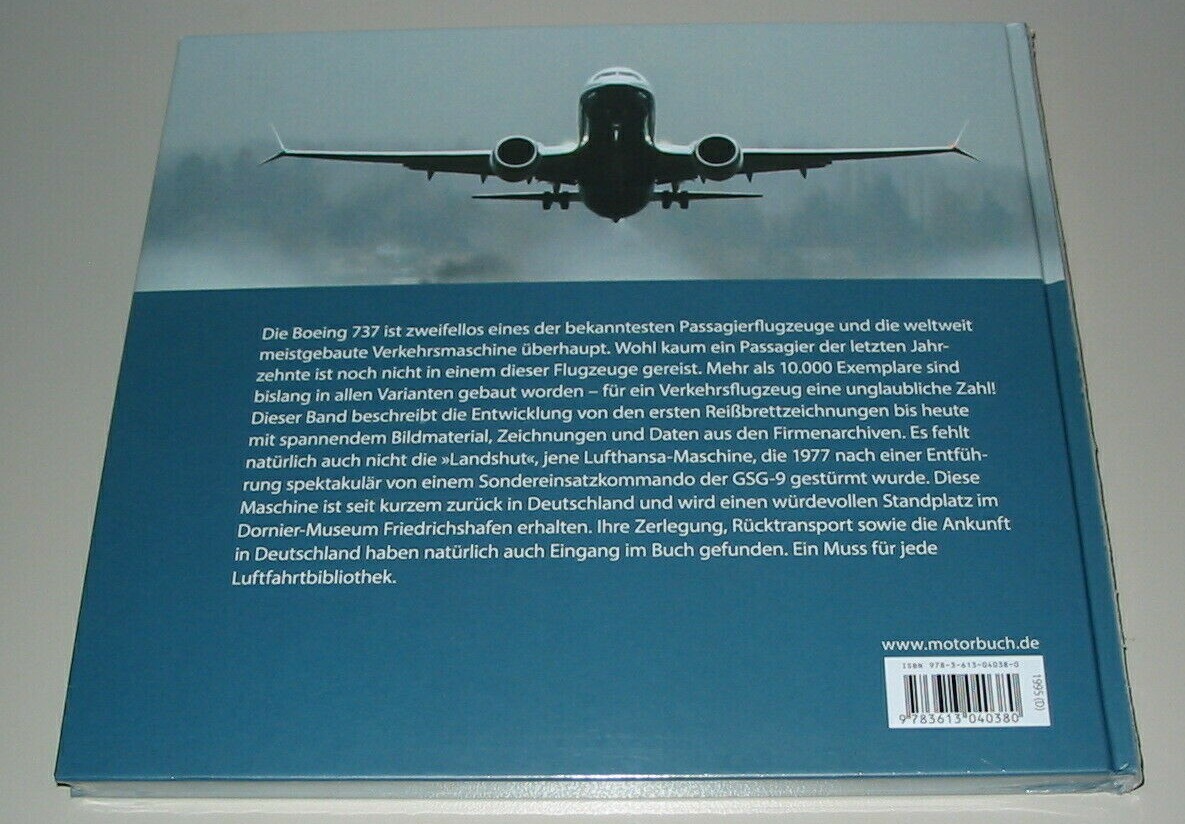 Die Boeing 737 ist zweifellos eines der bekanntesten Passagierflugzeuge und die weltweit
meistgebaute Verkehrsmaschine überhaupt. Wohl kaum ein Passagier der letzten Jahr-
zehnte ist noch nicht in einem dieser Flugzeuge gereist. Mehr als 10.000 Exemplare sind
bislang in allen Varianten gebaut worden – für ein Verkehrsflugzeug eine unglaubliche Zahl!
Dieser Band beschreibt die Entwicklung von den ersten Reißbrettzeichnungen bis heute
mit spannendem Bildmaterial, Zeichnungen und Daten aus den Firmenarchiven. Es fehlt
natürlich auch nicht die »Landshut«, jene Lufthansa-Maschine, die 1977 nach einer Entfüh-
rung spektakulär von einem Sondereinsatzkommando der GSG-9 gestürmt wurde. Diese
Maschine ist seit kurzem zurück in Deutschland und wird einen würdevollen Standplatz im
Dornier-Museum Friedrichshafen erhalten. Ihre Zerlegung, Rücktransport sowie die Ankunft
in Deutschland haben natürlich auch Eingang im Buch gefunden. Ein Muss für jede
Luftfahrtbibliothek.
www.motorbuch.de
ISBN 978-3-613-04038-0
1995 (D)
9 783613 040380